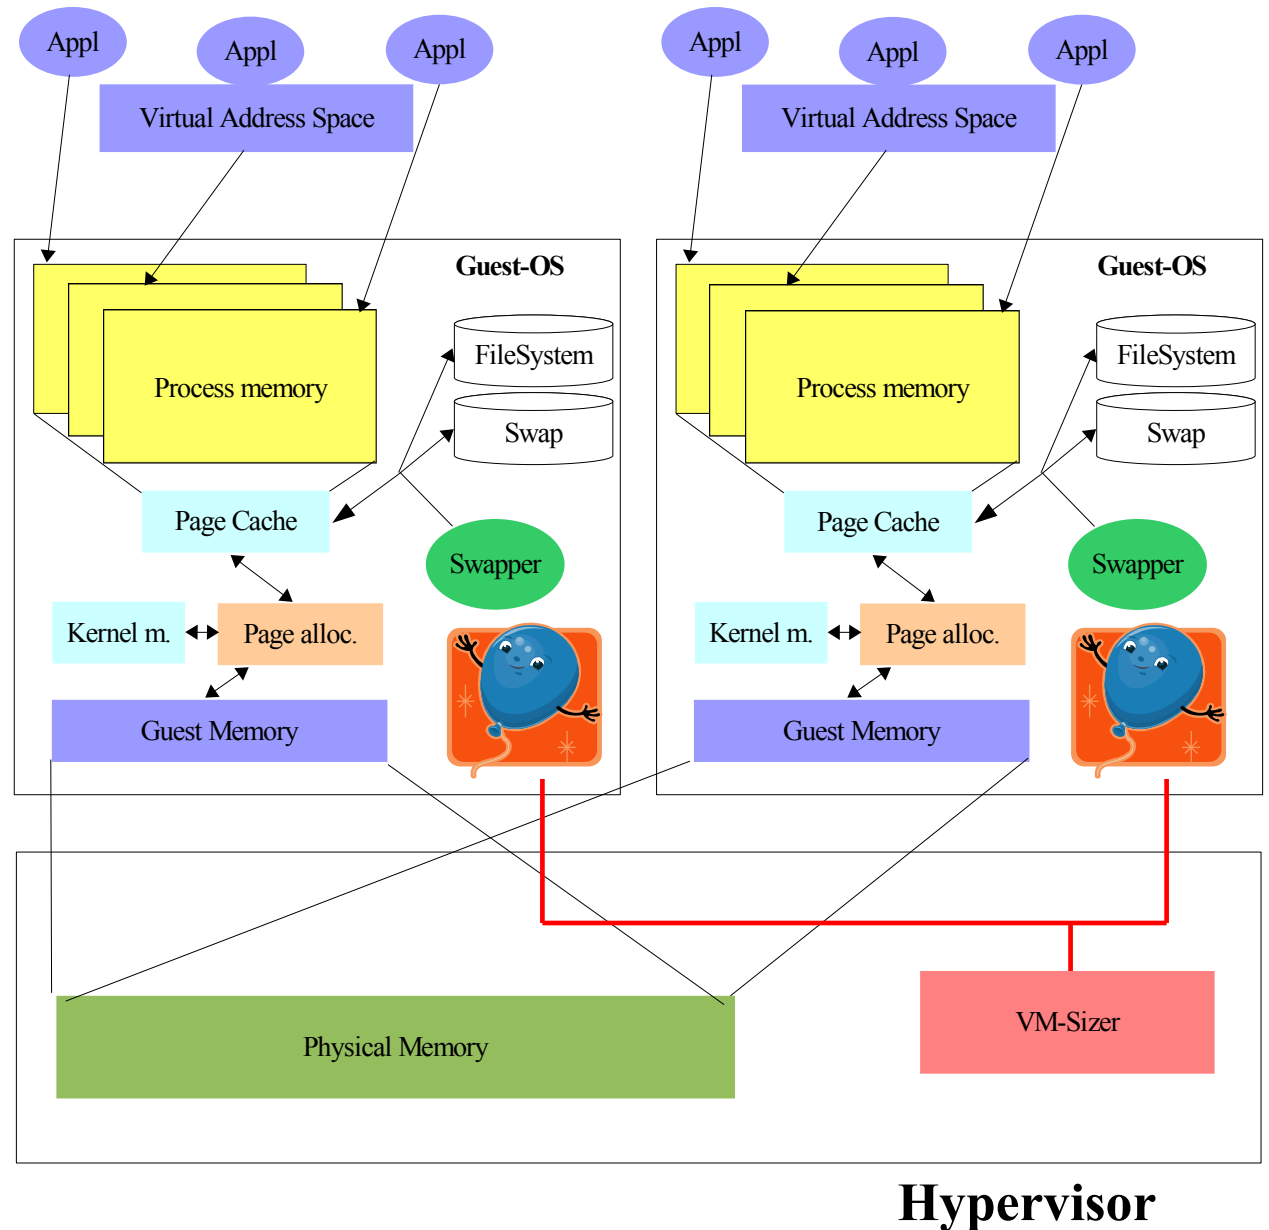 Appl
Appl
Appl
Appl
Appl
Appl
Virtual Address Space
Virtual Address Space
Guest-OS
Guest-OS
FileSystem
FileSystem
Process memory
Process memory
Swap
Swap
Page Cache
Page Cache
Swapper
Swapper
Kernel m.
Page alloc.
Kernel m.
Page alloc.
Guest Memory
Guest Memory
VM-Sizer
Physical Memory
Hypervisor